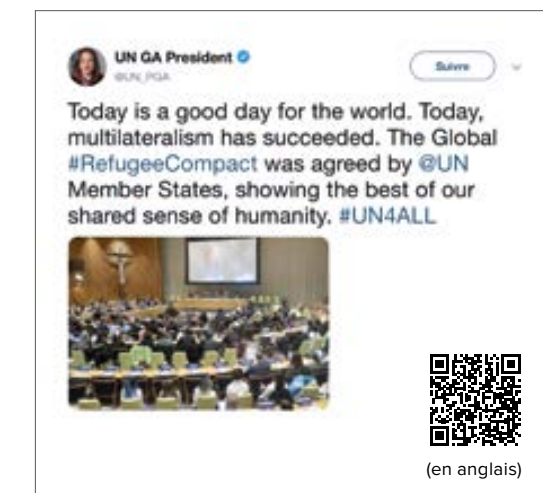 UN GA President
@UN_PGA
Suivre
Today is a good day for the world. Today,
multilateralism has succeeded. The Global
#RefugeeCompact was agreed by @UN
Member States, showing the best of our
shared sense of humanity. #UN4ALL
(en anglais)